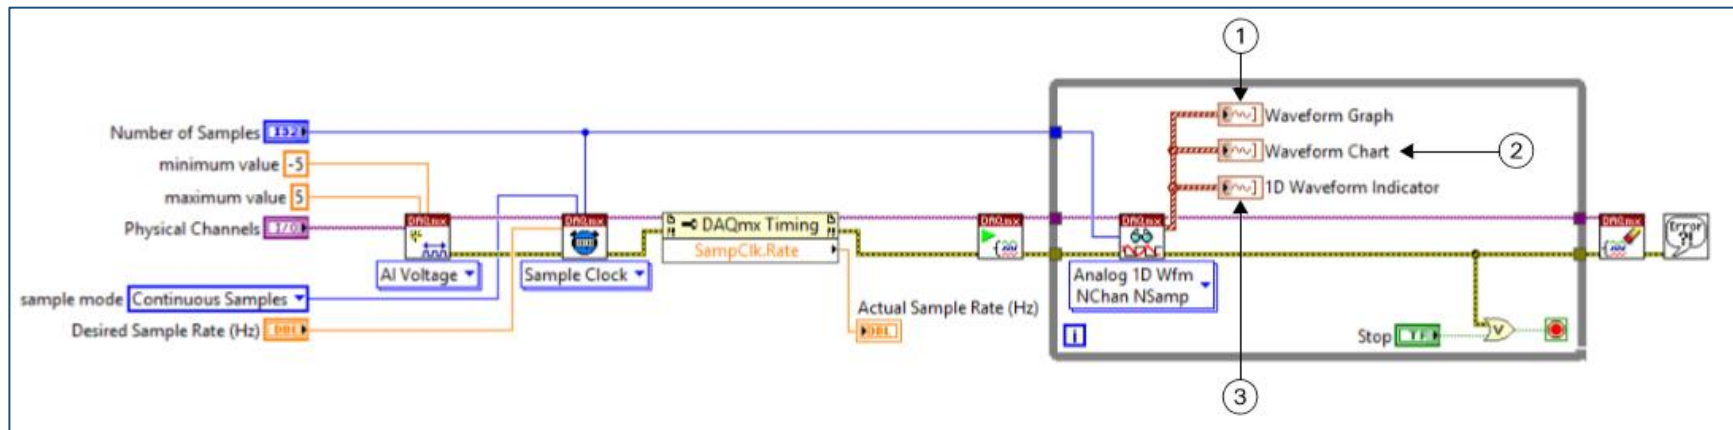 1
Waveform Graph
Number of Samples I32
Waveform Chart
2
minimum value -5
maximum value 5
1D Waveform Indicator
Physical Channels I/O
DAQmx
DAQmx
DAQmx Timing
SampClk.Rate
DAQmx
DAQmx
DAQmx
Error
?!
AI Voltage
Sample Clock
Analog 1D Wfm
NChan NSamp
sample mode Continuous Samples
Actual Sample Rate (Hz)
DBL
Desired Sample Rate (Hz) DBL
i
Stop TF
V
3